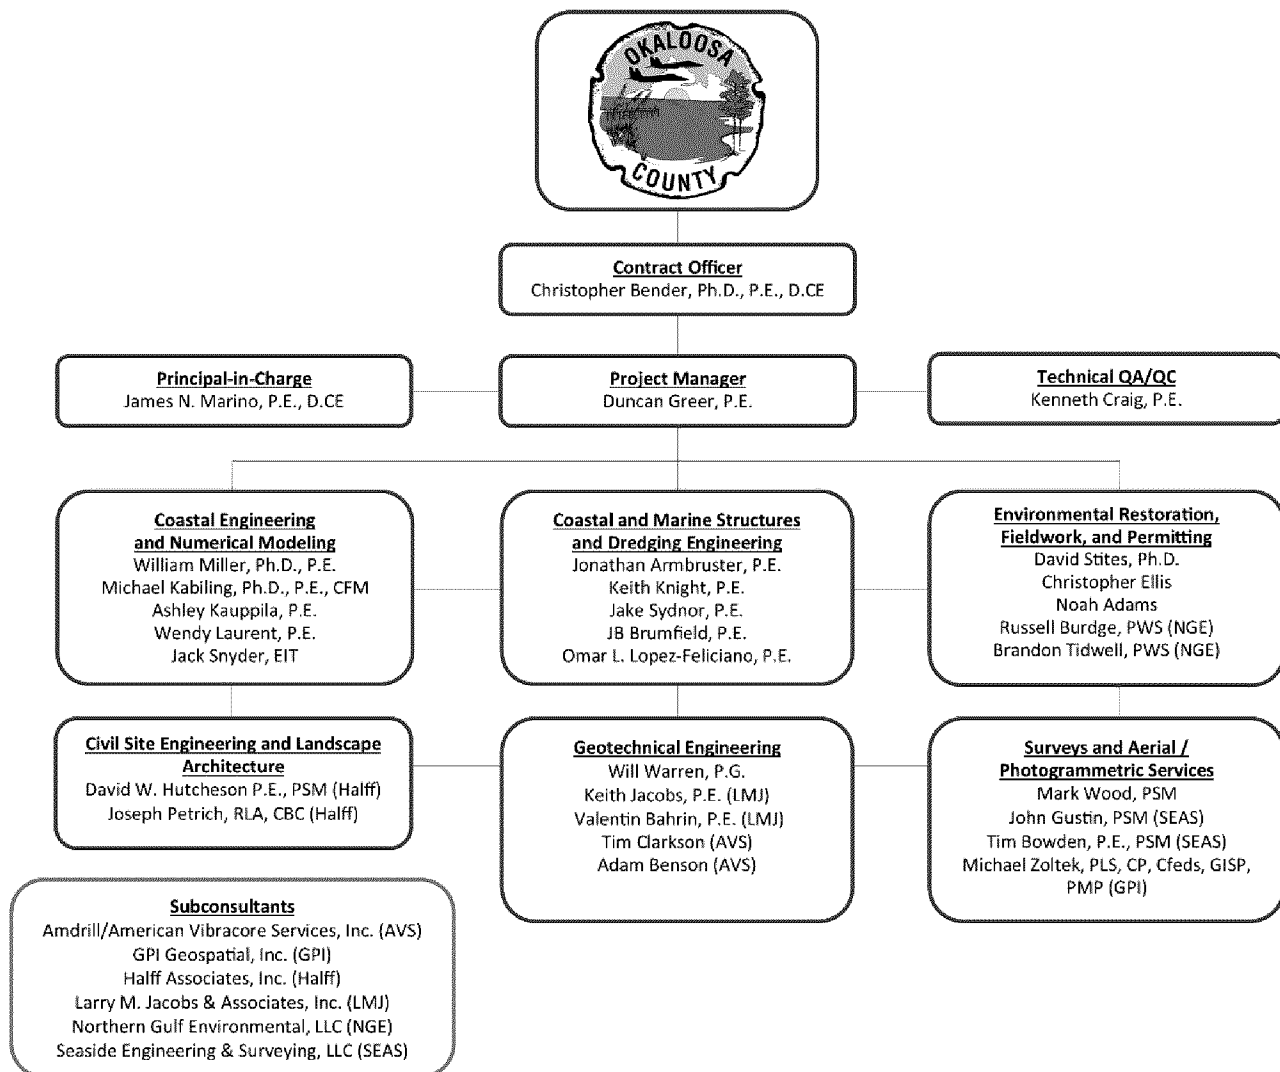 OKALOOSA
COUNTY
Contract Officer
Christopher Bender, Ph.D., P.E., D.CE
Principal-in-Charge
James N. Marino, P.E., D.CE
Project Manager
Duncan Greer, P.E.
Technical QA/QC
Kenneth Craig, P.E.
Coastal Engineering
and Numerical Modeling
William Miller, Ph.D., P.E.
Michael Kabiling, Ph.D., P.E., CFM
Ashley Kauppila, P.E.
Wendy Laurent, P.E.
Jack Snyder, EIT
Coastal and Marine Structures
and Dredging Engineering
Jonathan Armbruster, P.E.
Keith Knight, P.E.
Jake Sydnor, P.E.
JB Brumfield, P.E.
Omar L. Lopez-Feliciano, P.E.
Environmental Restoration,
Fieldwork, and Permitting
David Stites, Ph.D.
Christopher Ellis
Noah Adams
Russell Burdge, PWS (NGE)
Brandon Tidwell, PWS (NGE)
Civil Site Engineering and Landscape
Architecture
David W. Hutcheson P.E., PSM (Halff)
Joseph Petrich, RLA, CBC (Halff)
Geotechnical Engineering
Will Warren, P.G.
Keith Jacobs, P.E. (LMJ)
Valentin Bahrin, P.E. (LMJ)
Tim Clarkson (AVS)
Adam Benson (AVS)
Surveys and Aerial /
Photogrammetric Services
Mark Wood, PSM
John Gustin, PSM (SEAS)
Tim Bowden, P.E., PSM (SEAS)
Michael Zoltek, PLS, CP, Cfeds, GISP,
PMP (GPI)
Subconsultants
Amdrill/American Vibracore Services, Inc. (AVS)
GPI Geospatial, Inc. (GPI)
Halff Associates, Inc. (Halff)
Larry M. Jacobs & Associates, Inc. (LMJ)
Northern Gulf Environmental, LLC (NGE)
Seaside Engineering & Surveying, LLC (SEAS)